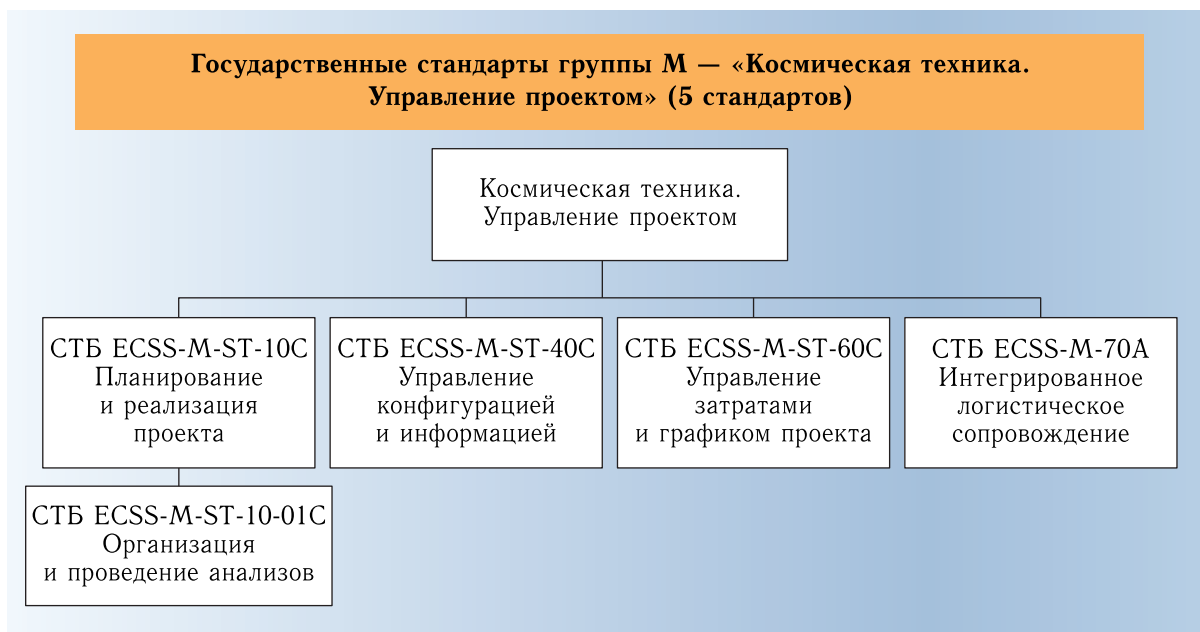 Государственные стандарты группы М — «Космическая техника.
Управление проектом» (5 стандартов)
Космическая техника.
Управление проектом
СТБ ECSS-M-ST-10C
Планирование
и реализация
проекта
СТБ ECSS-M-ST-40C
Управление
конфигурацией
и информацией
СТБ ECSS-M-ST-60C
Управление
затратами
и графиком проекта
СТБ ECSS-M-70A
Интегрированное
логистическое
сопровождение
СТБ ECSS-M-ST-10-01C
Организация
и проведение анализов